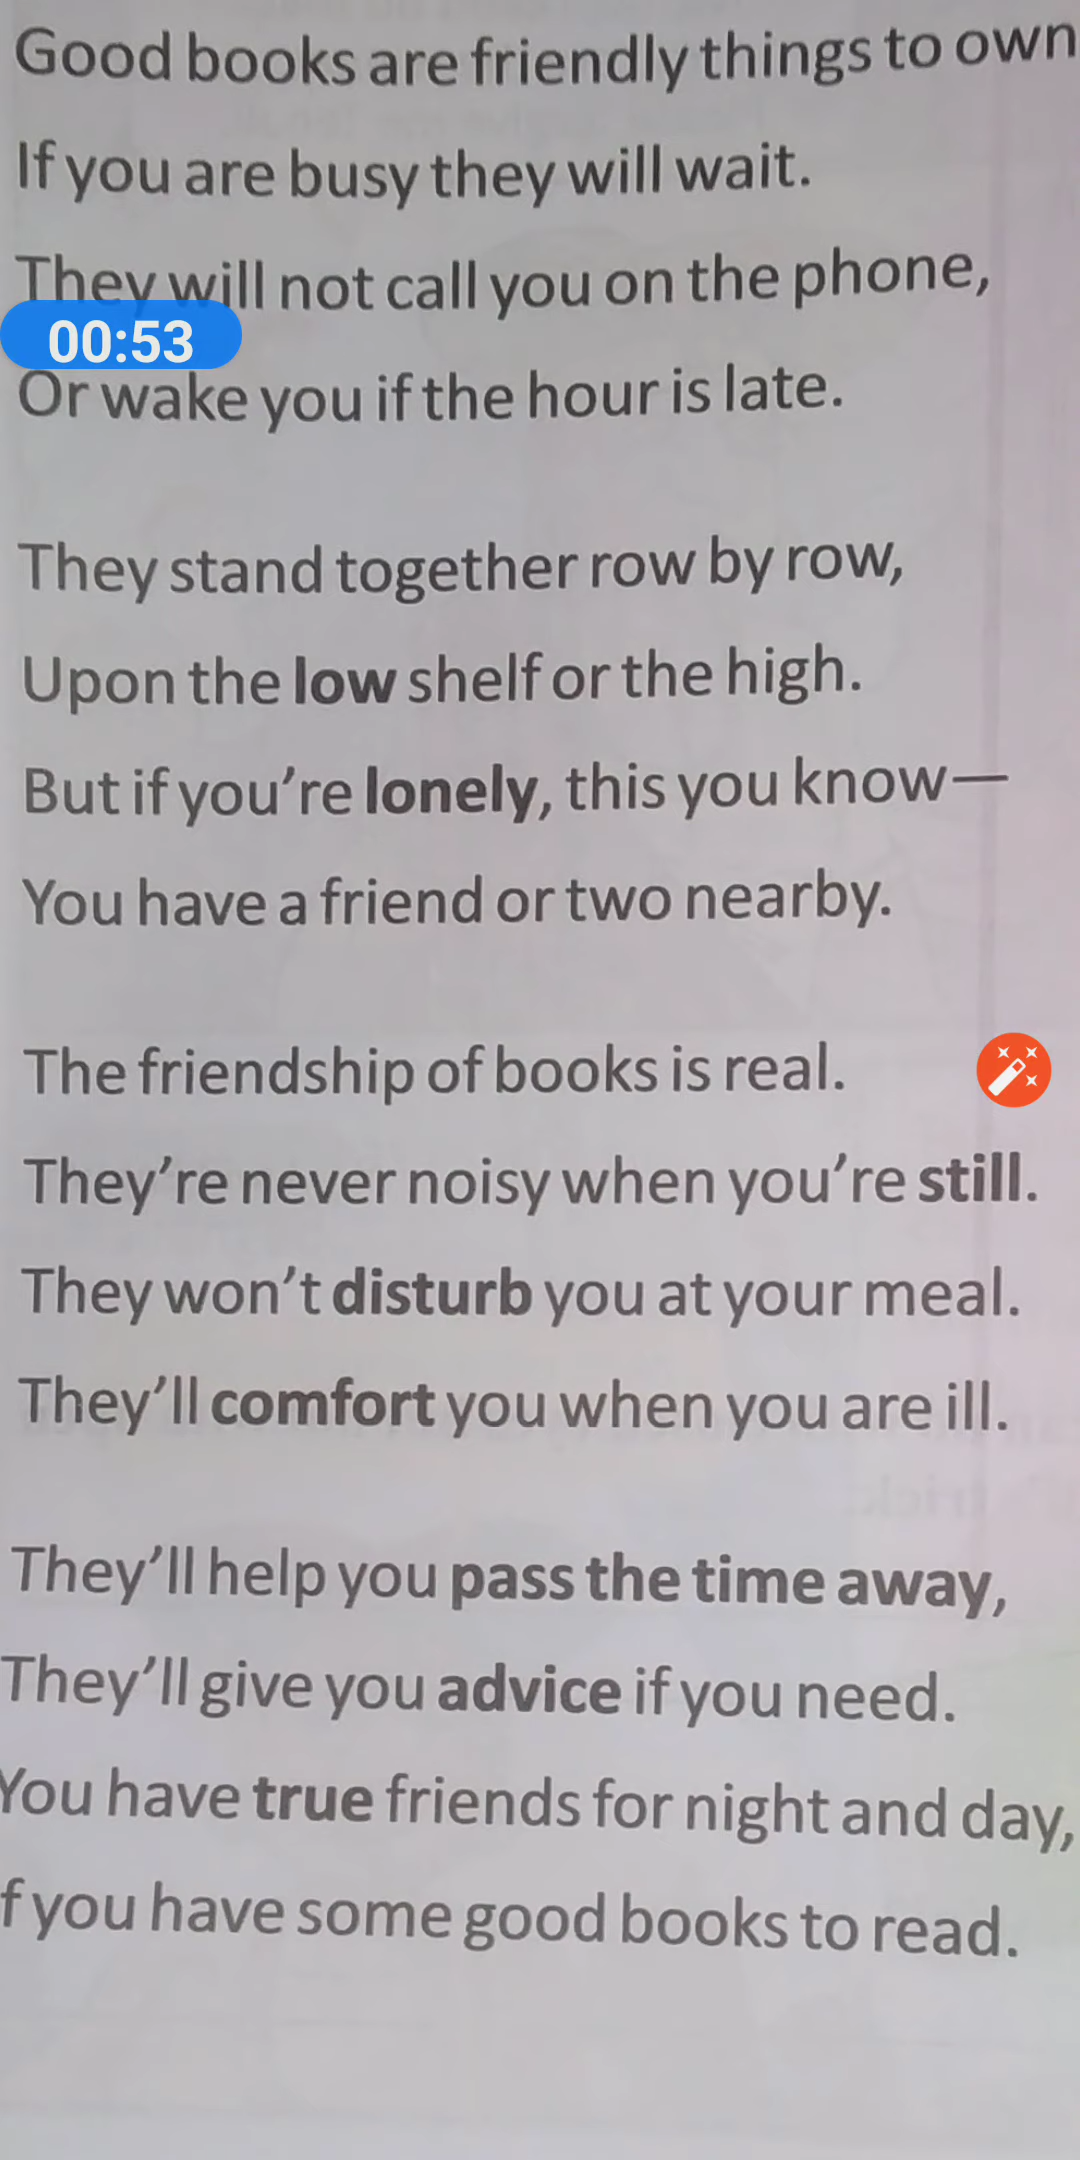 Good books are friendly things to own
If you are busy they will wait.
They will not call you on the phone,
00:53
Or wake you if the hour is late.
They stand together row by row,
Upon the low shelf or the high.
But if you’re lonely, this you know—
You have a friend or two nearby.
The friendship of books is real.
They’re never noisy when you’re still.
They won’t disturb you at your meal.
They’ll comfort you when you are ill.
They’ll help you pass the time away,
They’ll give you advice if you need.
You have true friends for night and day,
f you have some good books to read.